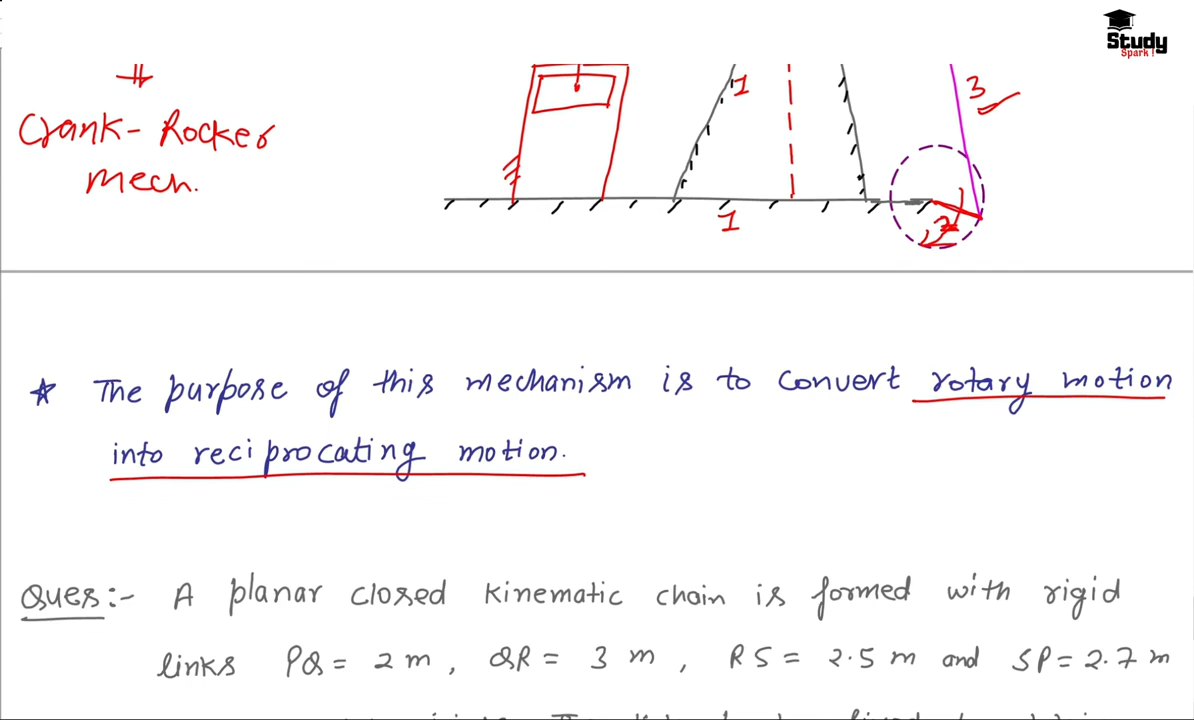 Study
Spark!
Crank-Rocker
Mech.
1
1
2
3
* The purpose of this mechanism is to convert rotary motion
into reciprocating motion.
Ques:- A planar closed kinematic chain is formed with rigid
links PQ = 2 m, QR = 3 m, RS = 2.5 m and SP = 2.7 m